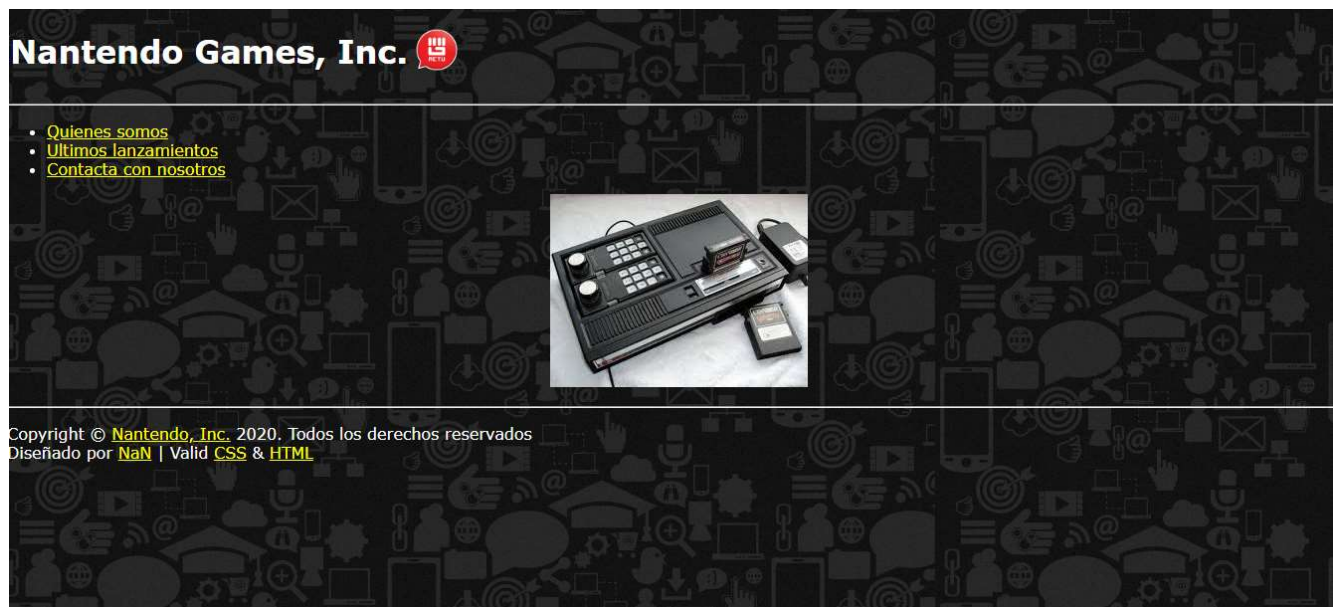 Nantendo Games, Inc.
Quienes somos
Ultimos lanzamientos
Contacta con nosotros
Copyright © Nantendo, Inc. 2020. Todos los derechos reservados
Diseñado por NaN | Valid CSS & HTML